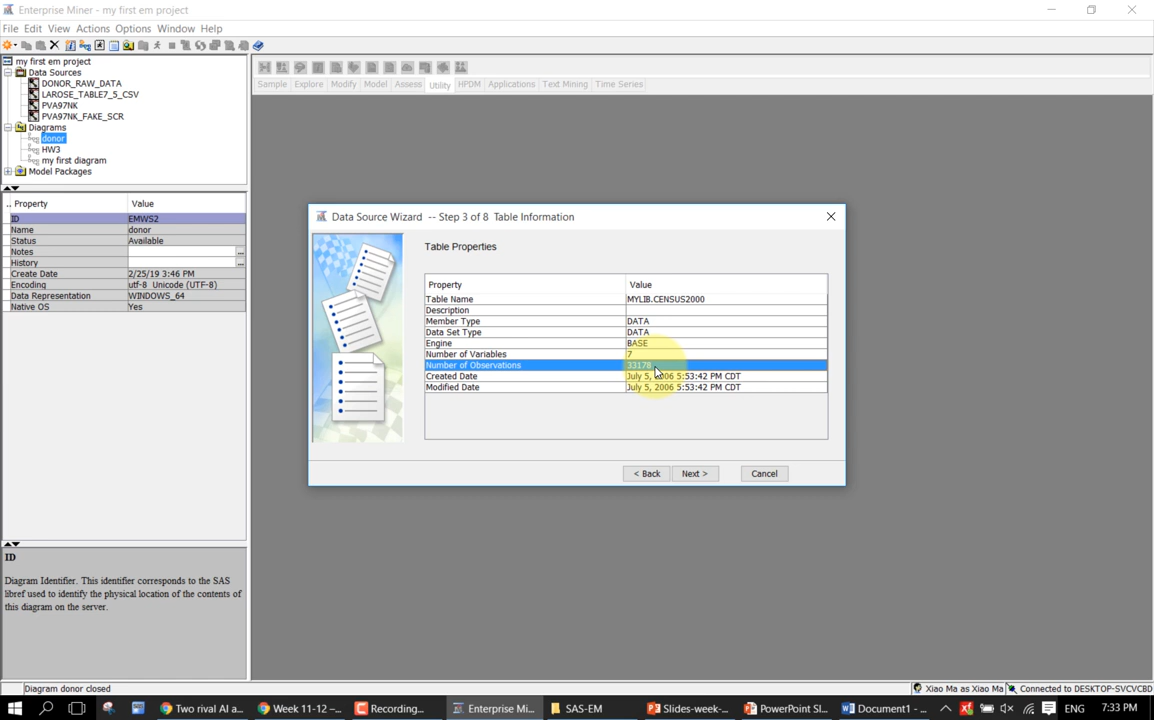 Enterprise Miner - my first em project
File Edit View Actions Options Window Help
my first em project
Data Sources
DONOR_RAW_DATA
LAROSE_TABLE7_5_CSV
PVA97NK
PVA97NK_FAKE_SCR
Diagrams
donor
HW3
my first diagram
Model Packages
Sample Explore Modify Model Assess Utility HPDM Applications Text Mining Time Series
.. Property Value
ID EMWS2
Name donor
Status Available
Notes ...
History ...
Create Date 2/25/19 3:46 PM
Encoding utf-8 Unicode (UTF-8)
Data Representation WINDOWS_64
Native OS Yes
Data Source Wizard -- Step 3 of 8 Table Information
Table Properties
Property Value
Table Name MYLIB.CENSUS2000
Description
Member Type DATA
Data Set Type DATA
Engine BASE
Number of Variables 7
Number of Observations 33178
Created Date July 5, 2006 5:53:42 PM CDT
Modified Date July 5, 2006 5:53:42 PM CDT
< Back Next > Cancel
ID
Diagram Identifier. This identifier corresponds to the SAS
libref used to identify the physical location of the contents of
this diagram on the server.
Diagram donor closed
Xiao Ma as Xiao Ma Connected to DESKTOP-SVCVCBD
Two rival AI a... Week 11-12 –... Recording... Enterprise Mi... SAS-EM Slides-week-... PowerPoint Sl... Document1 - ... ENG 7:33 PM